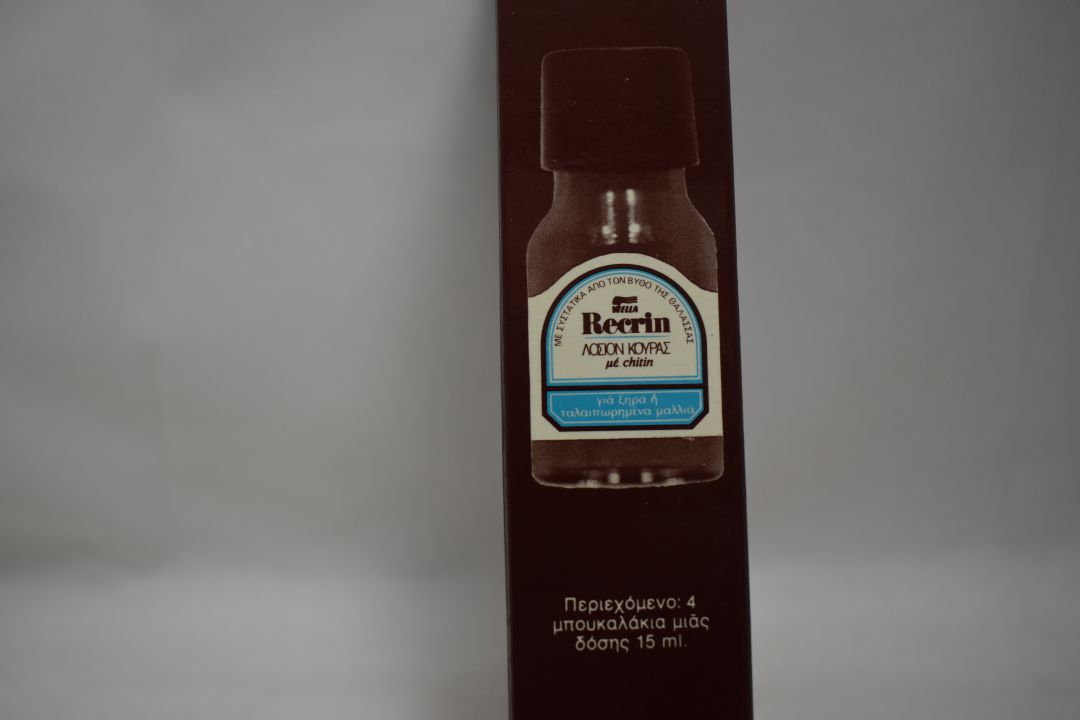 ΜΕ ΣΥΣΤΑΤΙΚΑ ΑΠΟ ΤΟΝ ΒΥΘΟ ΤΗΣ ΘΑΛΑΣΣΑΣ
WELLA
Recrin
ΛΟΣΙΟΝ ΚΟΥΡΑΣ
μέ chitin
γιά ξηρά ή
ταλαιπωρημένα μαλλιά
Περιεχόμενο: 4
μπουκαλάκια μιᾶς
δόσης 15 ml.